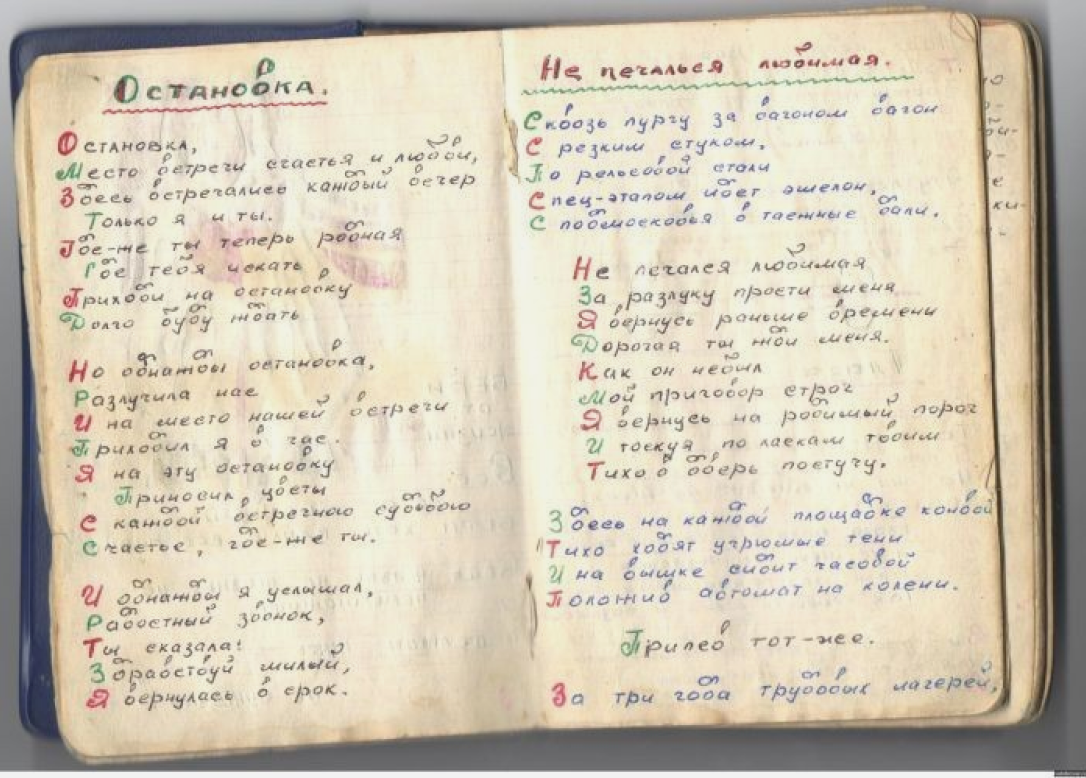 Остановка.
Остановка,
Место встречи счастья и любви,
Здесь встречались каждый вечер
Только я и ты.
Где-же ты теперь родная
Где тебя искать
Приходи на остановку
Долго буду ждать
Но однажды остановка,
Разлучила нас
И на место нашей встречи
Приходил я в час.
Я на эту остановку
Приносил цветы
С каждой встречною судьбою
Счастье, где-же ты.
И однажды я услышал,
Радостный звонок,
Ты сказала:
Здравствуй милый,
Я вернулась в срок.
Не печалься любимая.
Сквозь пургу за вагоном вагон
С резким стуком,
По рельсовой стали
Спец-этапом идет эшелон,
С подмосковья в таежные дали.
Не печалея любимая
За разлуку прости меня
Я вернусь раньше времени
Дорогая ты жди меня.
Как он небыл
Мой приговор строг
Я вернусь на родимый порог
И тоскуя по ласкам твоим
Тихо в дверь постучу.
Здесь на каждой площадке конвой
Тихо ходят угрюмые тени
И на вышке сидит часовой
Положив автомат на колени.
Припев тот-же.
За три года трудовых лагерей,